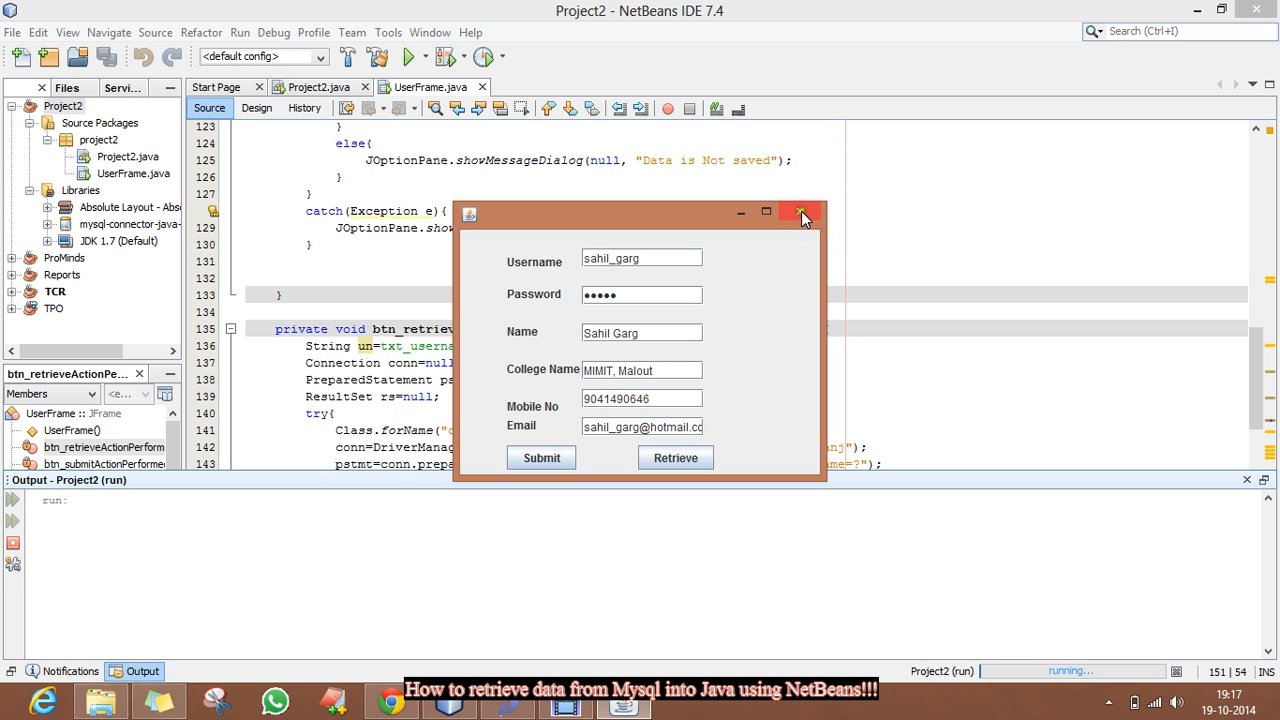 Project2 - NetBeans IDE 7.4
File Edit View Navigate Source Refactor Run Debug Profile Team Tools Window Help
Search (Ctrl+I)
<default config>
Files Servi...
Start Page Project2.java UserFrame.java
Source Design History
Project2
Source Packages
project2
Project2.java
UserFrame.java
Libraries
Absolute Layout - Abs
mysql-connector-java-
JDK 1.7 (Default)
ProMinds
Reports
TCR
TPO
btn_retrieveActionPe...
Members <e...
UserFrame :: JFrame
UserFrame()
btn_retrieveActionPerform
btn_submitActionPerforme
123 }
124 else{
125 JOptionPane.showMessageDialog(null, "Data is Not saved");
126 }
127 }
catch(Exception e){
129 JOptionPane.sho
130 }
131
132
133 }
134
135 private void btn_retriev
136 String un=txt_userna
137 Connection conn=null
138 PreparedStatement ps
139 ResultSet rs=null;
140 try{
141 Class.forName("
142 conn=DriverManag anj");
143 pstmt=conn.prepa me=?");
Username sahil_garg
Password •••••
Name Sahil Garg
College Name MIMIT, Malout
Mobile No 9041490646
Email sahil_garg@hotmail.cc
Submit Retrieve
Output - Project2 (run)
run:
Notifications Output
Project2 (run) running... 151 | 54 INS
How to retrieve data from Mysql into Java using NetBeans!!!
19:17
19-10-2014